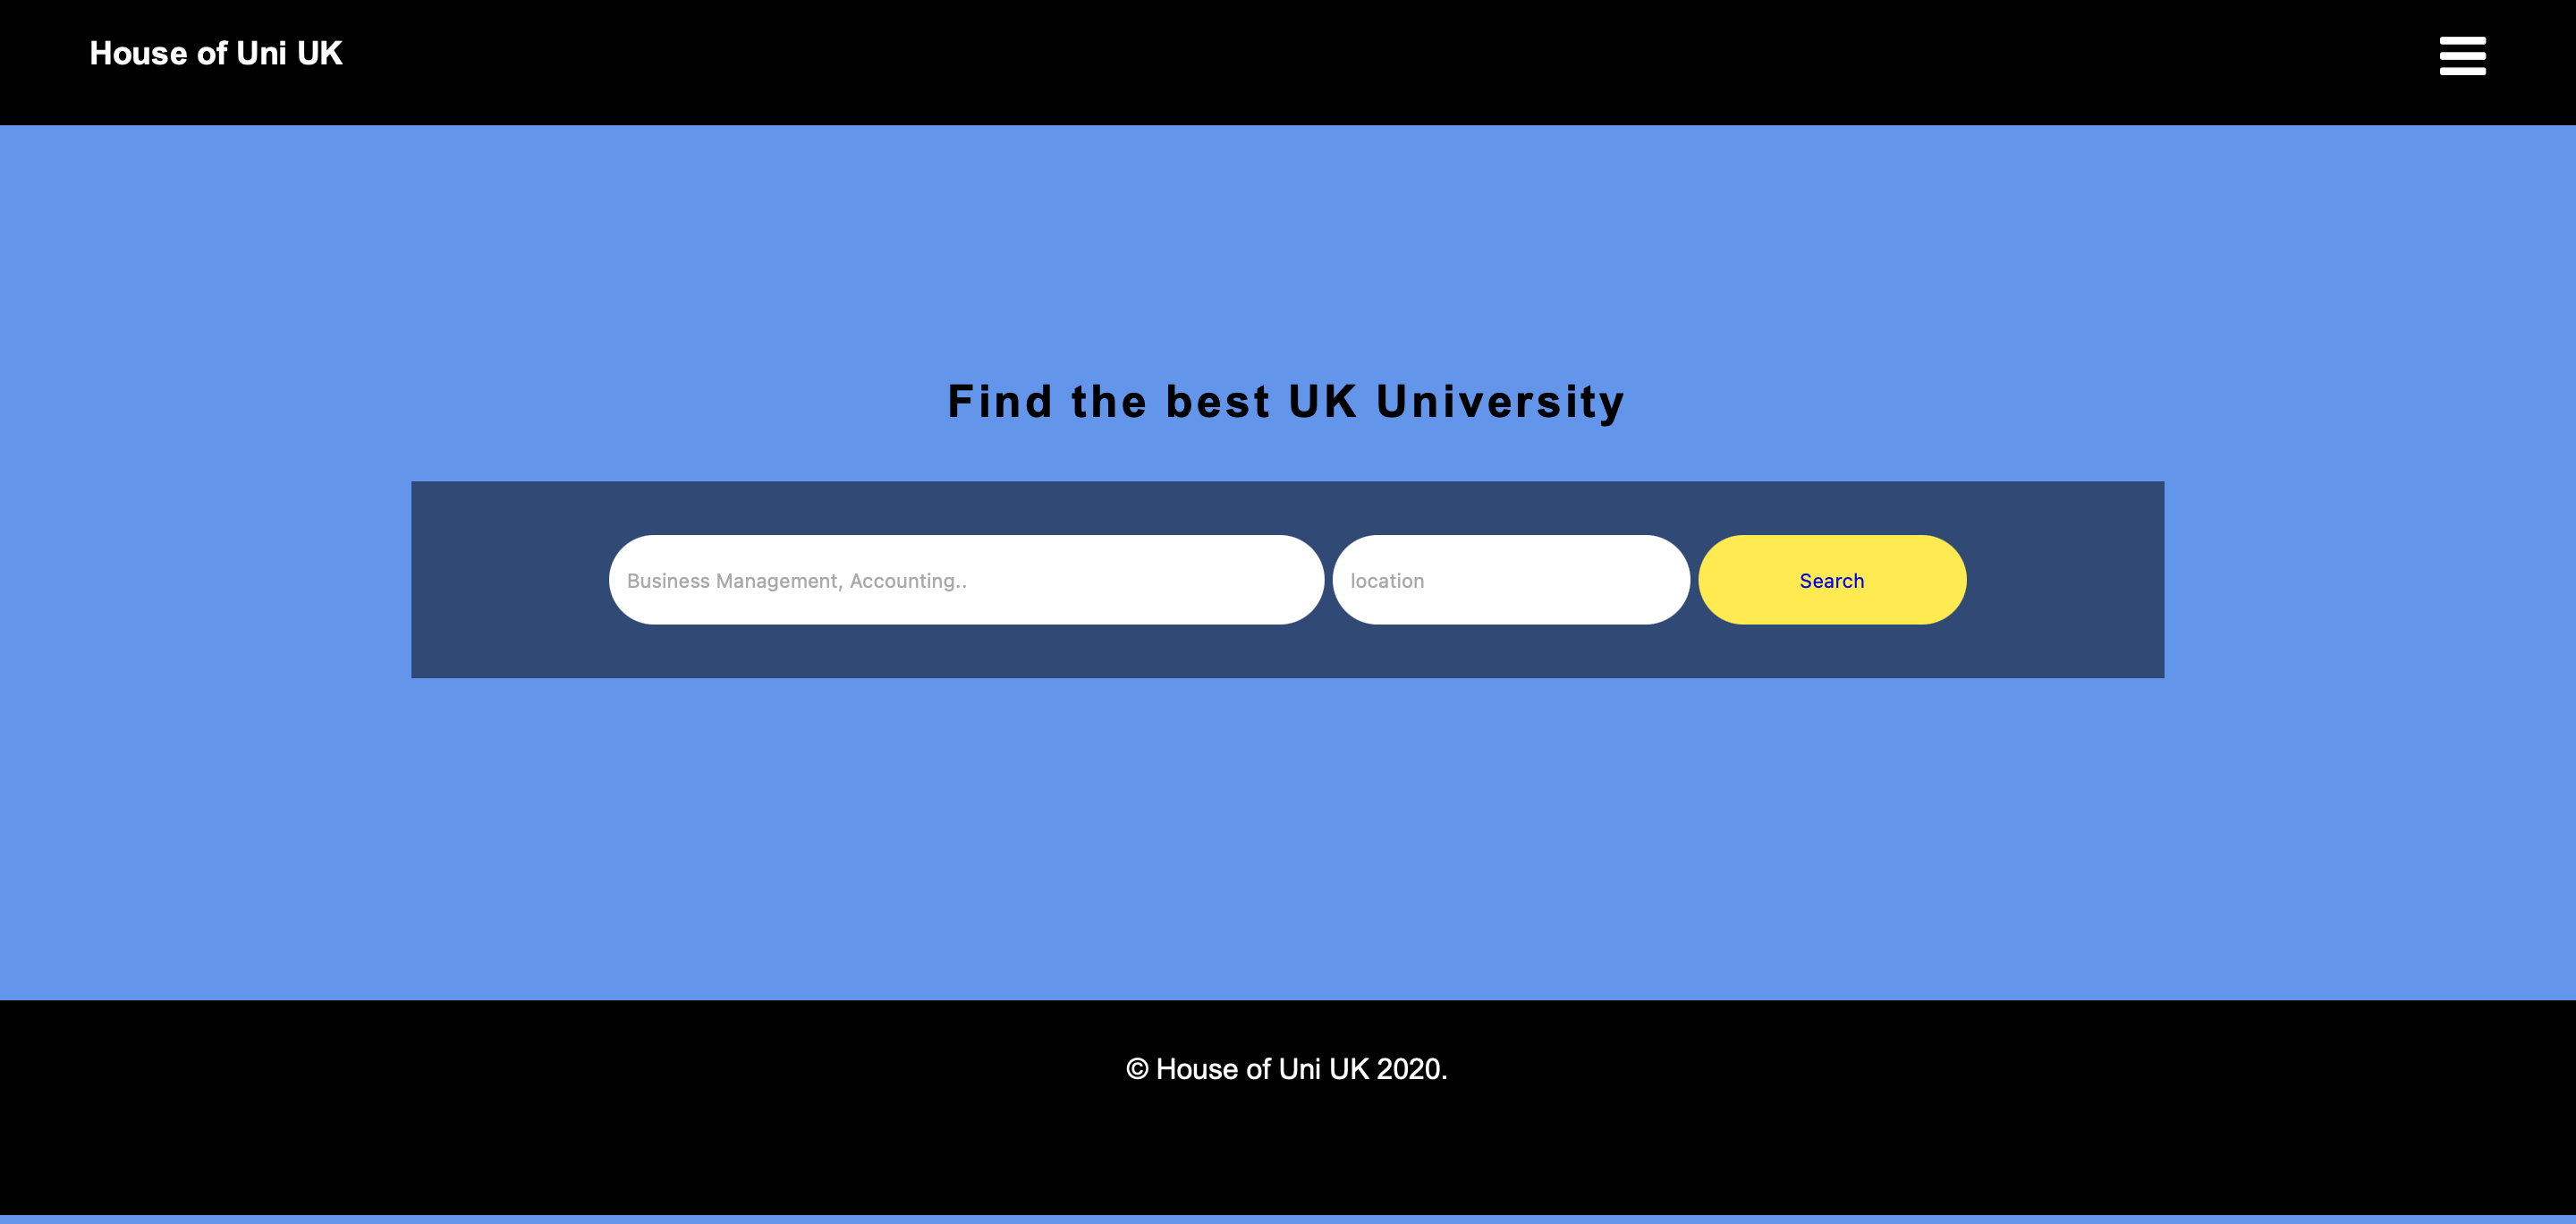 House of Uni UK
Find the best UK University
Business Management, Accounting..
location
Search
© House of Uni UK 2020.